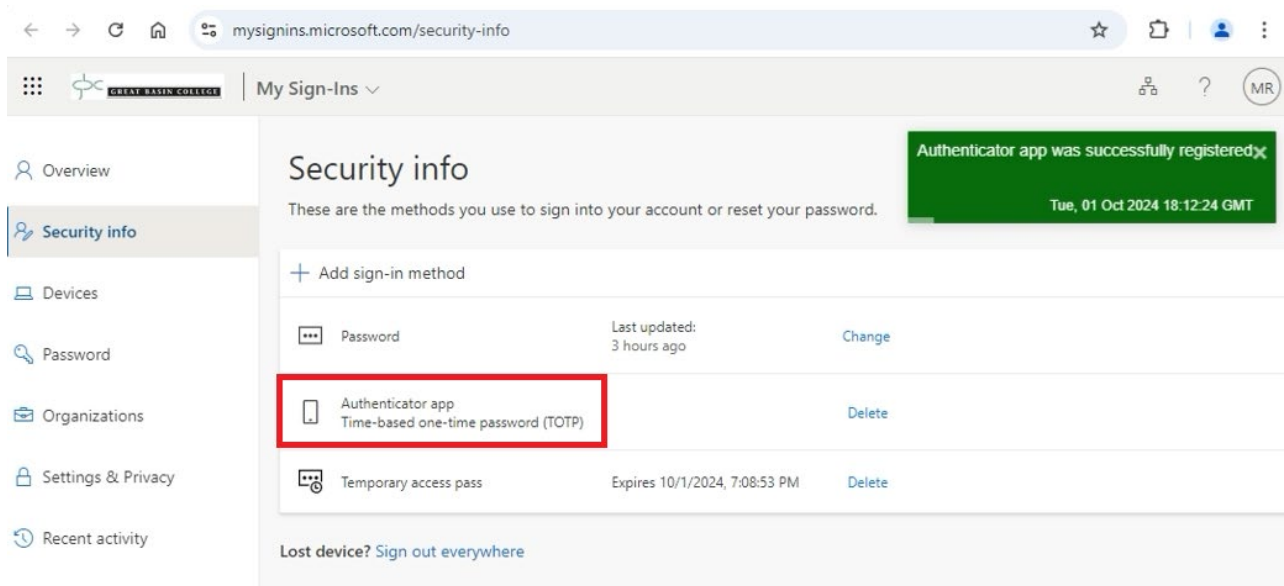 mysignins.microsoft.com/security-info
GREAT BASIN COLLEGE
My Sign-Ins
?
MR
Authenticator app was successfully registered
Tue, 01 Oct 2024 18:12:24 GMT
Overview
Security info
Devices
Password
Organizations
Settings & Privacy
Recent activity
Security info
These are the methods you use to sign into your account or reset your password.
+ Add sign-in method
Password
Last updated:
3 hours ago
Change
Authenticator app
Time-based one-time password (TOTP)
Delete
Temporary access pass
Expires 10/1/2024, 7:08:53 PM
Delete
Lost device? Sign out everywhere